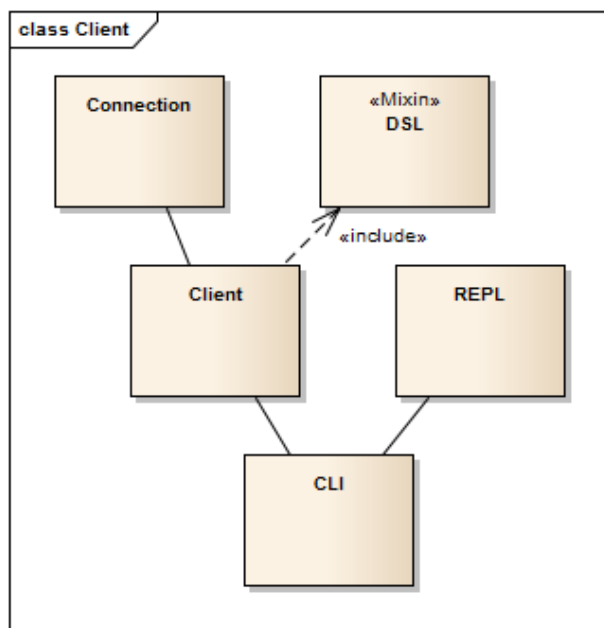 class Client
Connection
«Mixin»
DSL
«include»
Client
REPL
CLI